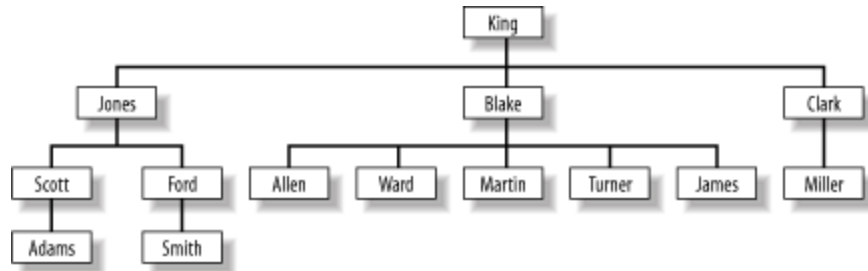 King
Jones Blake Clark
Scott Ford Allen Ward Martin Turner James Miller
Adams Smith